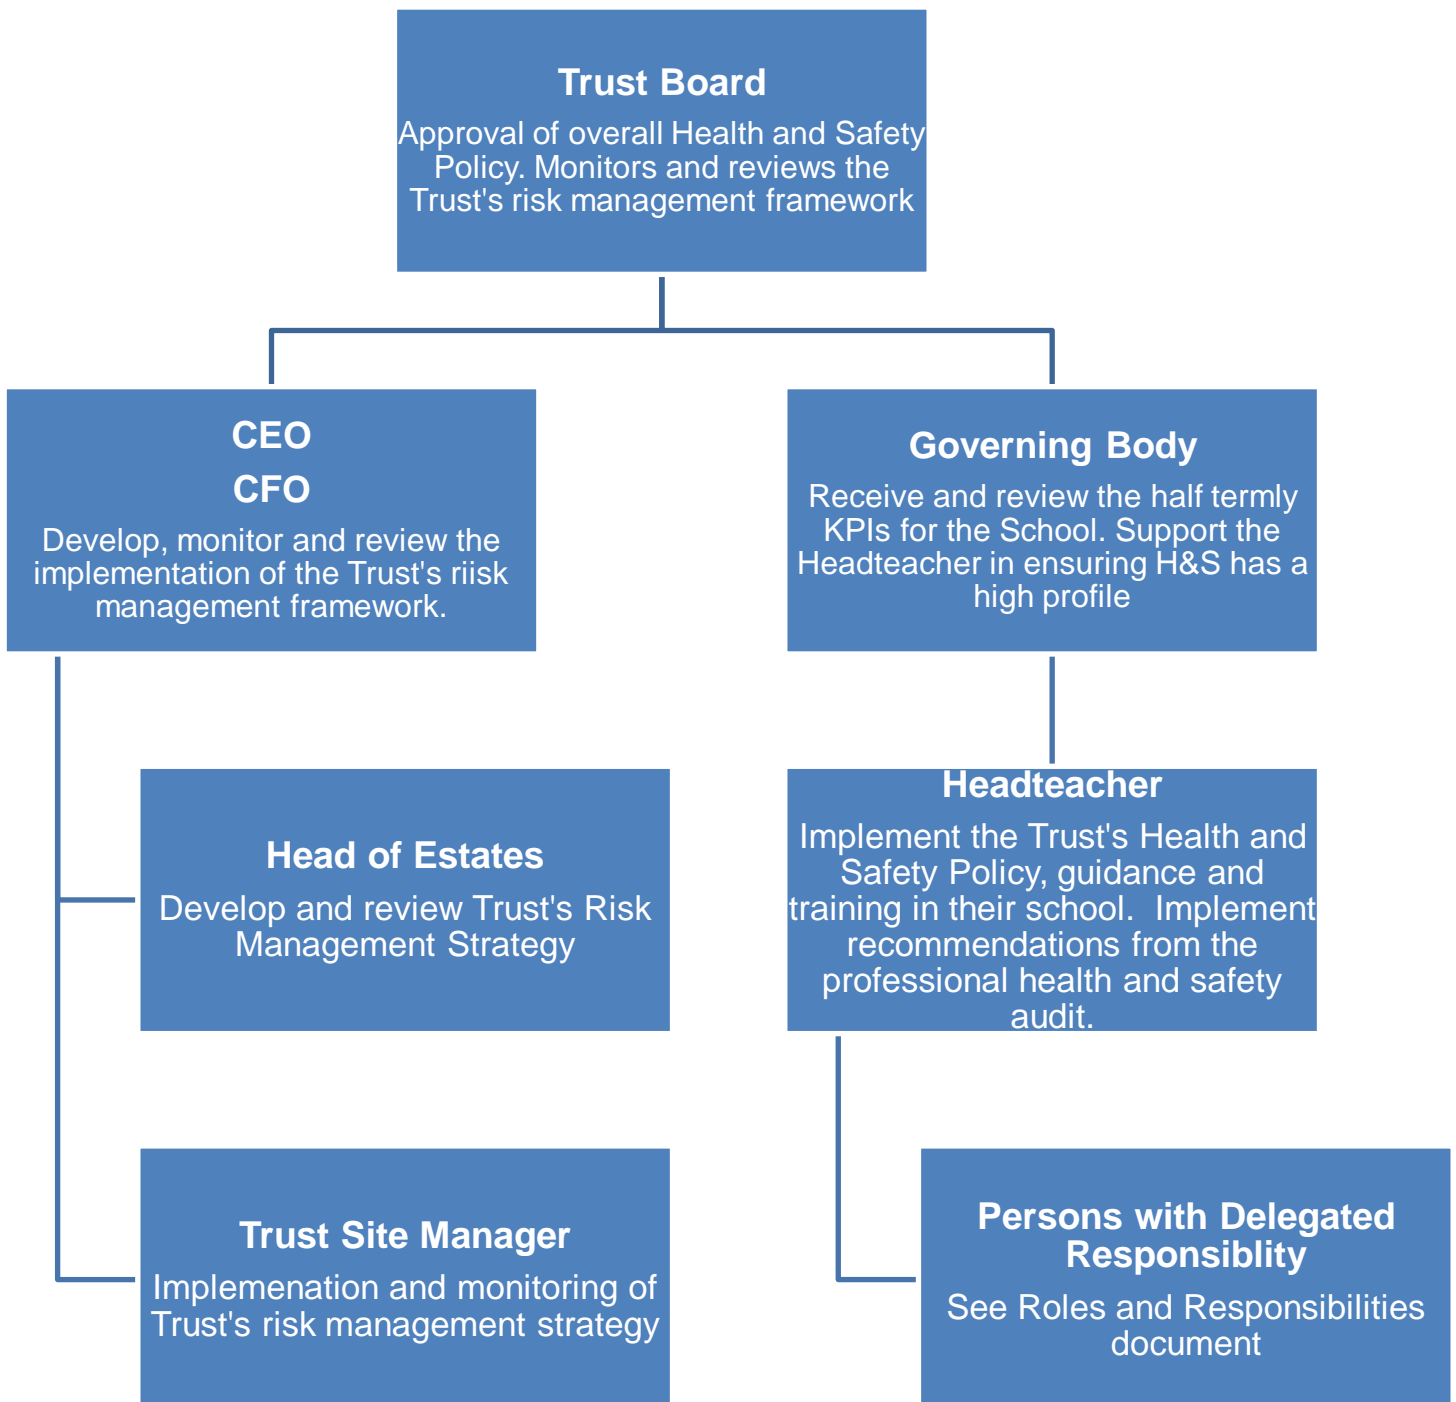 Trust Board
Approval of overall Health and Safety
Policy. Monitors and reviews the
Trust's risk management framework
CEO
CFO
Develop, monitor and review the
implementation of the Trust's riisk
management framework.
Governing Body
Receive and review the half termly
KPIs for the School. Support the
Headteacher in ensuring H&S has a
high profile
Head of Estates
Develop and review Trust's Risk
Management Strategy
Headteacher
Implement the Trust's Health and
Safety Policy, guidance and
training in their school.  Implement
recommendations from the
professional health and safety
audit.
Trust Site Manager
Implemenation and monitoring of
Trust's risk management strategy
Persons with Delegated
Responsiblity
See Roles and Responsibilities
document